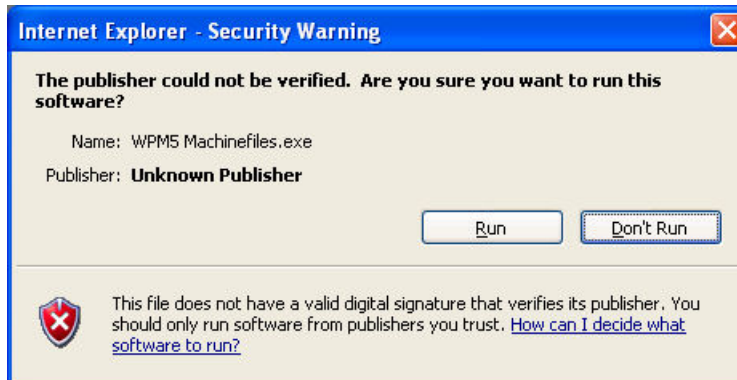 Internet Explorer - Security Warning
The publisher could not be verified.  Are you sure you want to run this
software?
Name: WPM5 Machinefiles.exe
Publisher: Unknown Publisher
Run
Don't Run
This file does not have a valid digital signature that verifies its publisher. You
should only run software from publishers you trust. How can I decide what
software to run?